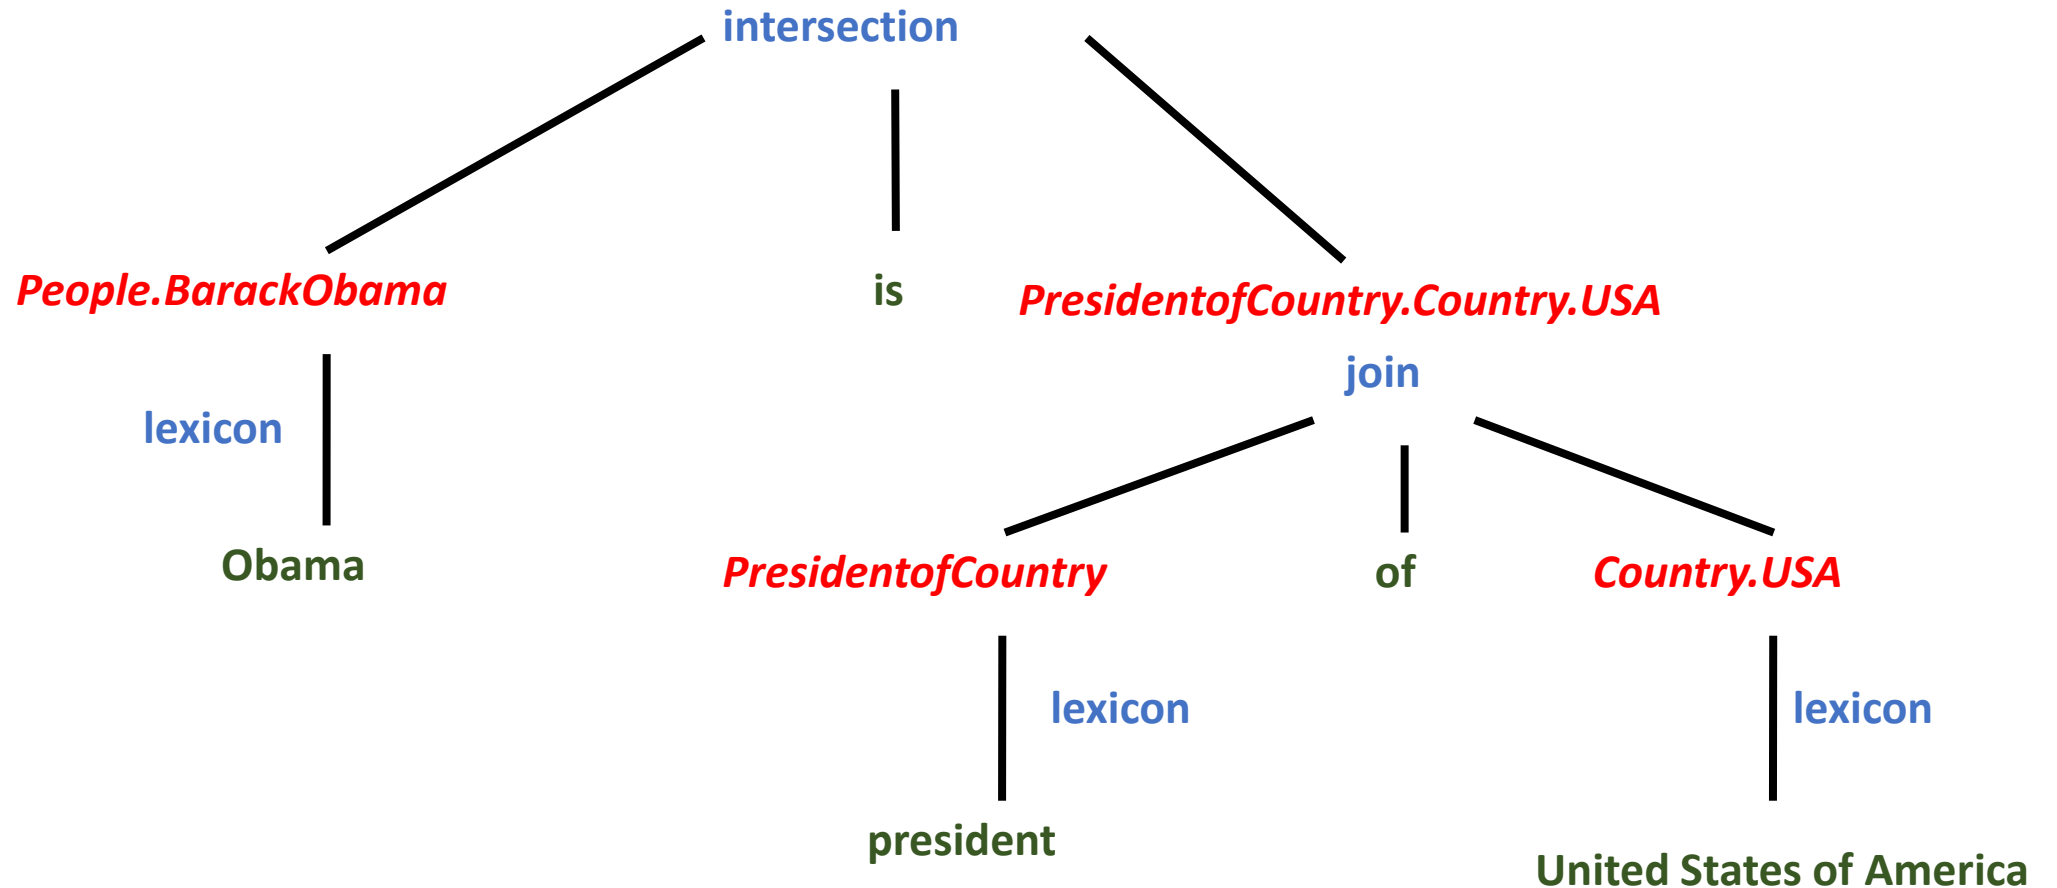 intersection
People.BarackObama
is
PresidentofCountry.Country.USA
join
lexicon
Obama
PresidentofCountry
of
Country.USA
lexicon
lexicon
president
United States of America